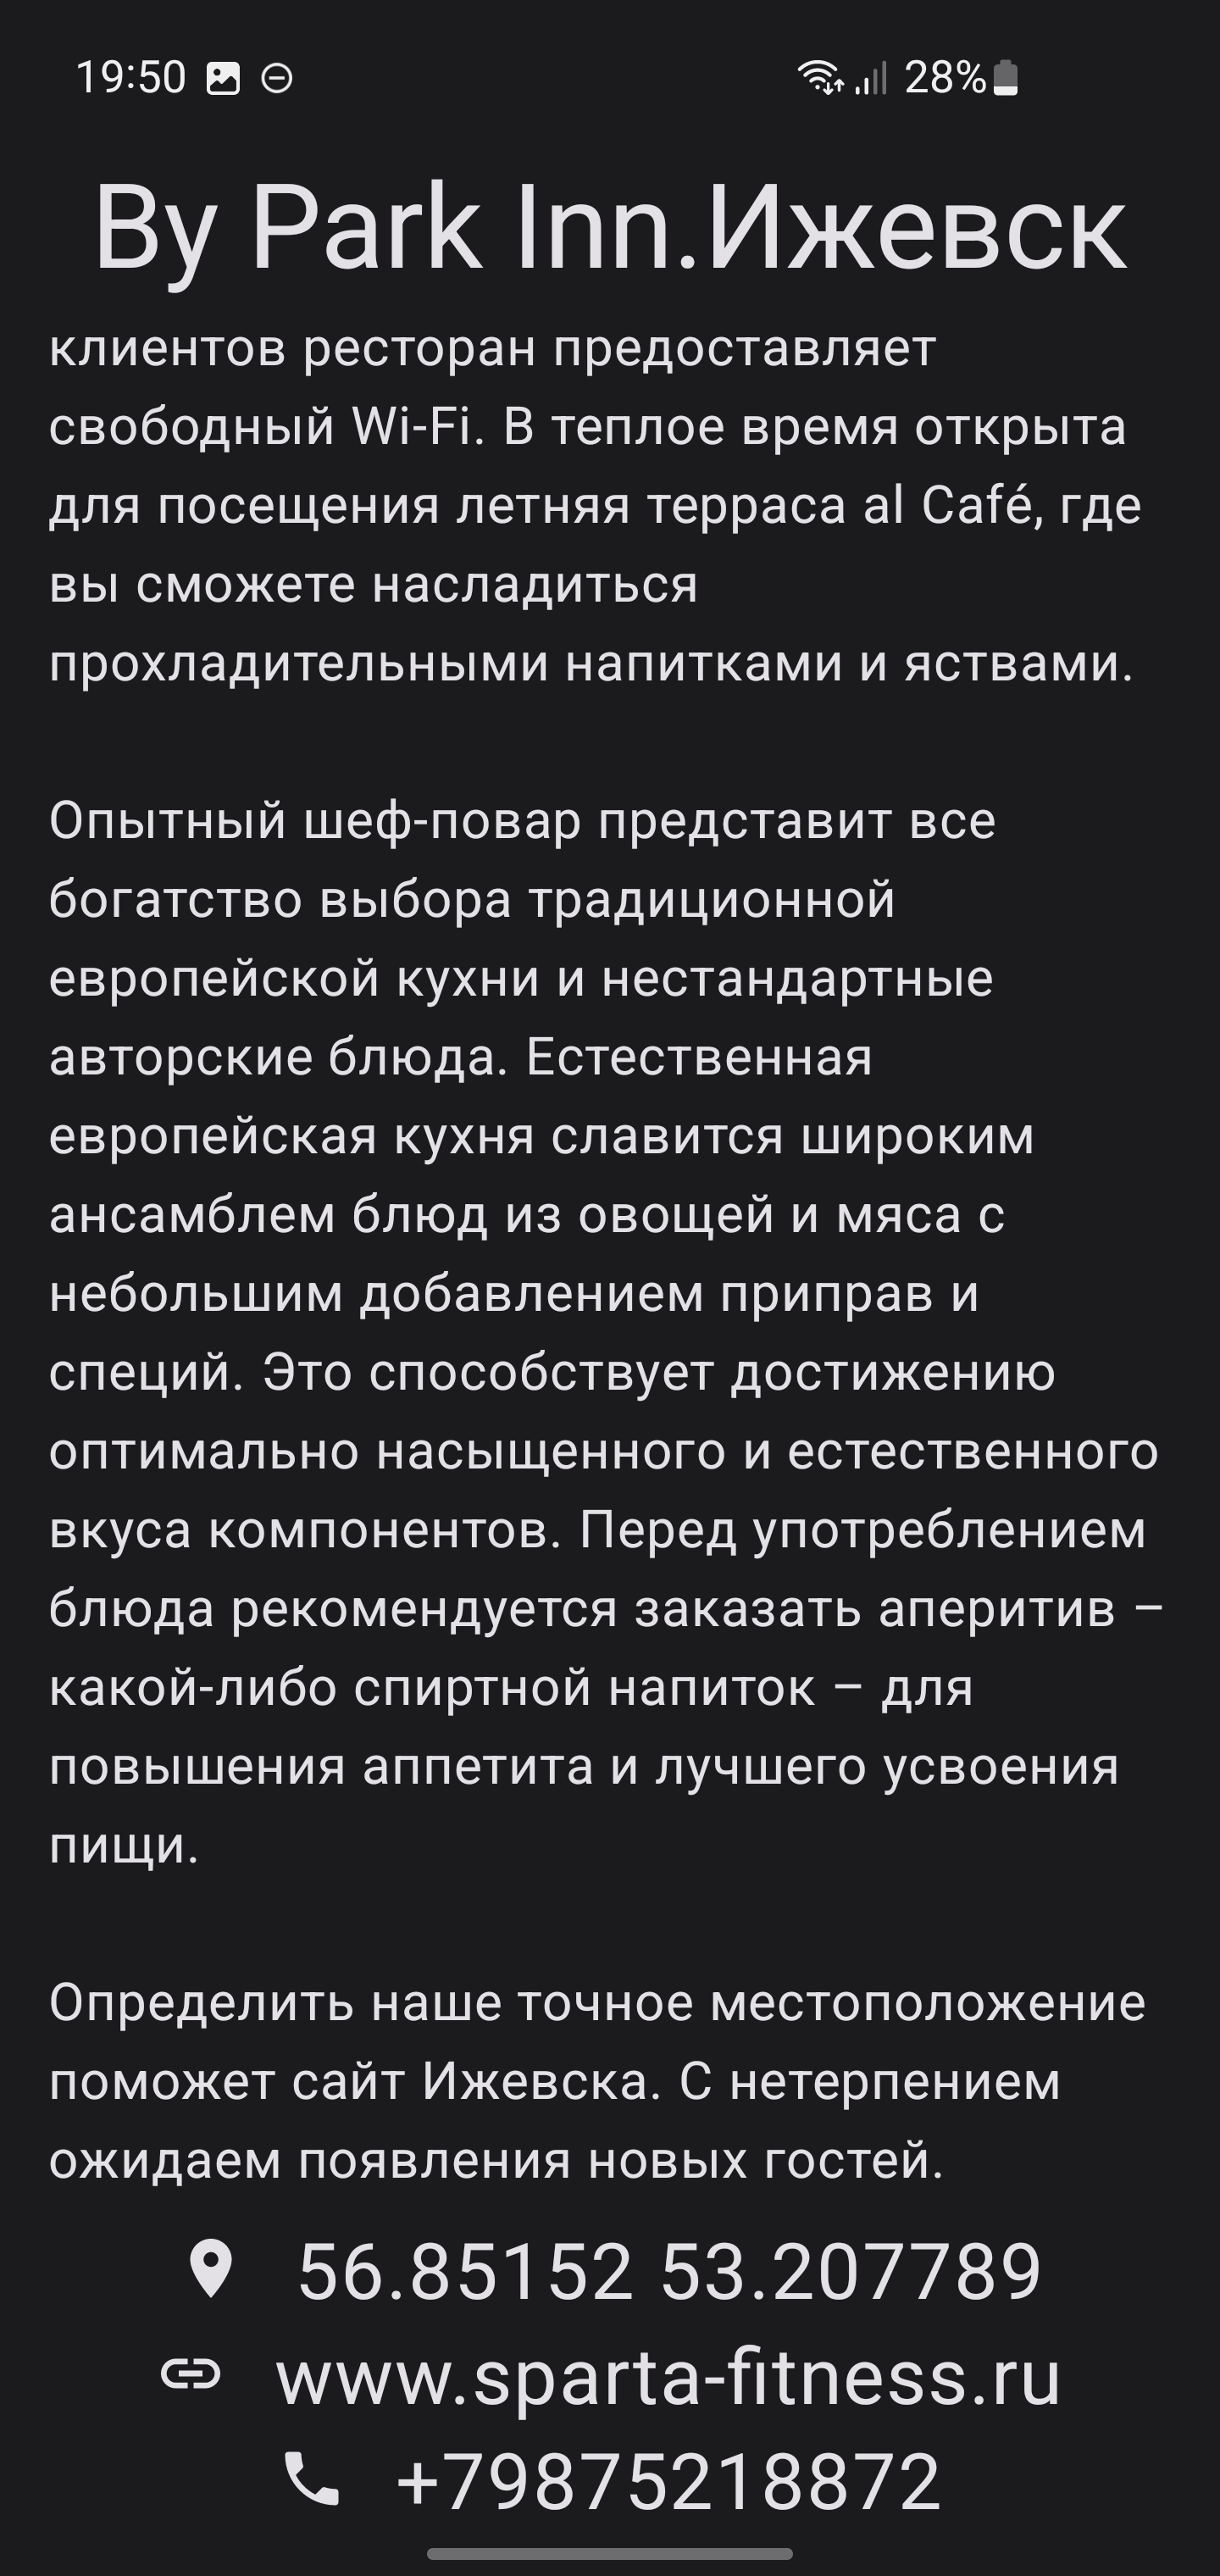 19:50 28%
By Park Inn.Ижевск
клиентов ресторан предоставляет
свободный Wi-Fi. В теплое время открыта
для посещения летняя терраса al Café, где
вы сможете насладиться
прохладительными напитками и яствами.
Опытный шеф-повар представит все
богатство выбора традиционной
европейской кухни и нестандартные
авторские блюда. Естественная
европейская кухня славится широким
ансамблем блюд из овощей и мяса с
небольшим добавлением приправ и
специй. Это способствует достижению
оптимально насыщенного и естественного
вкуса компонентов. Перед употреблением
блюда рекомендуется заказать аперитив –
какой-либо спиртной напиток – для
повышения аппетита и лучшего усвоения
пищи.
Определить наше точное местоположение
поможет сайт Ижевска. С нетерпением
ожидаем появления новых гостей.
56.85152 53.207789
www.sparta-fitness.ru
+79875218872